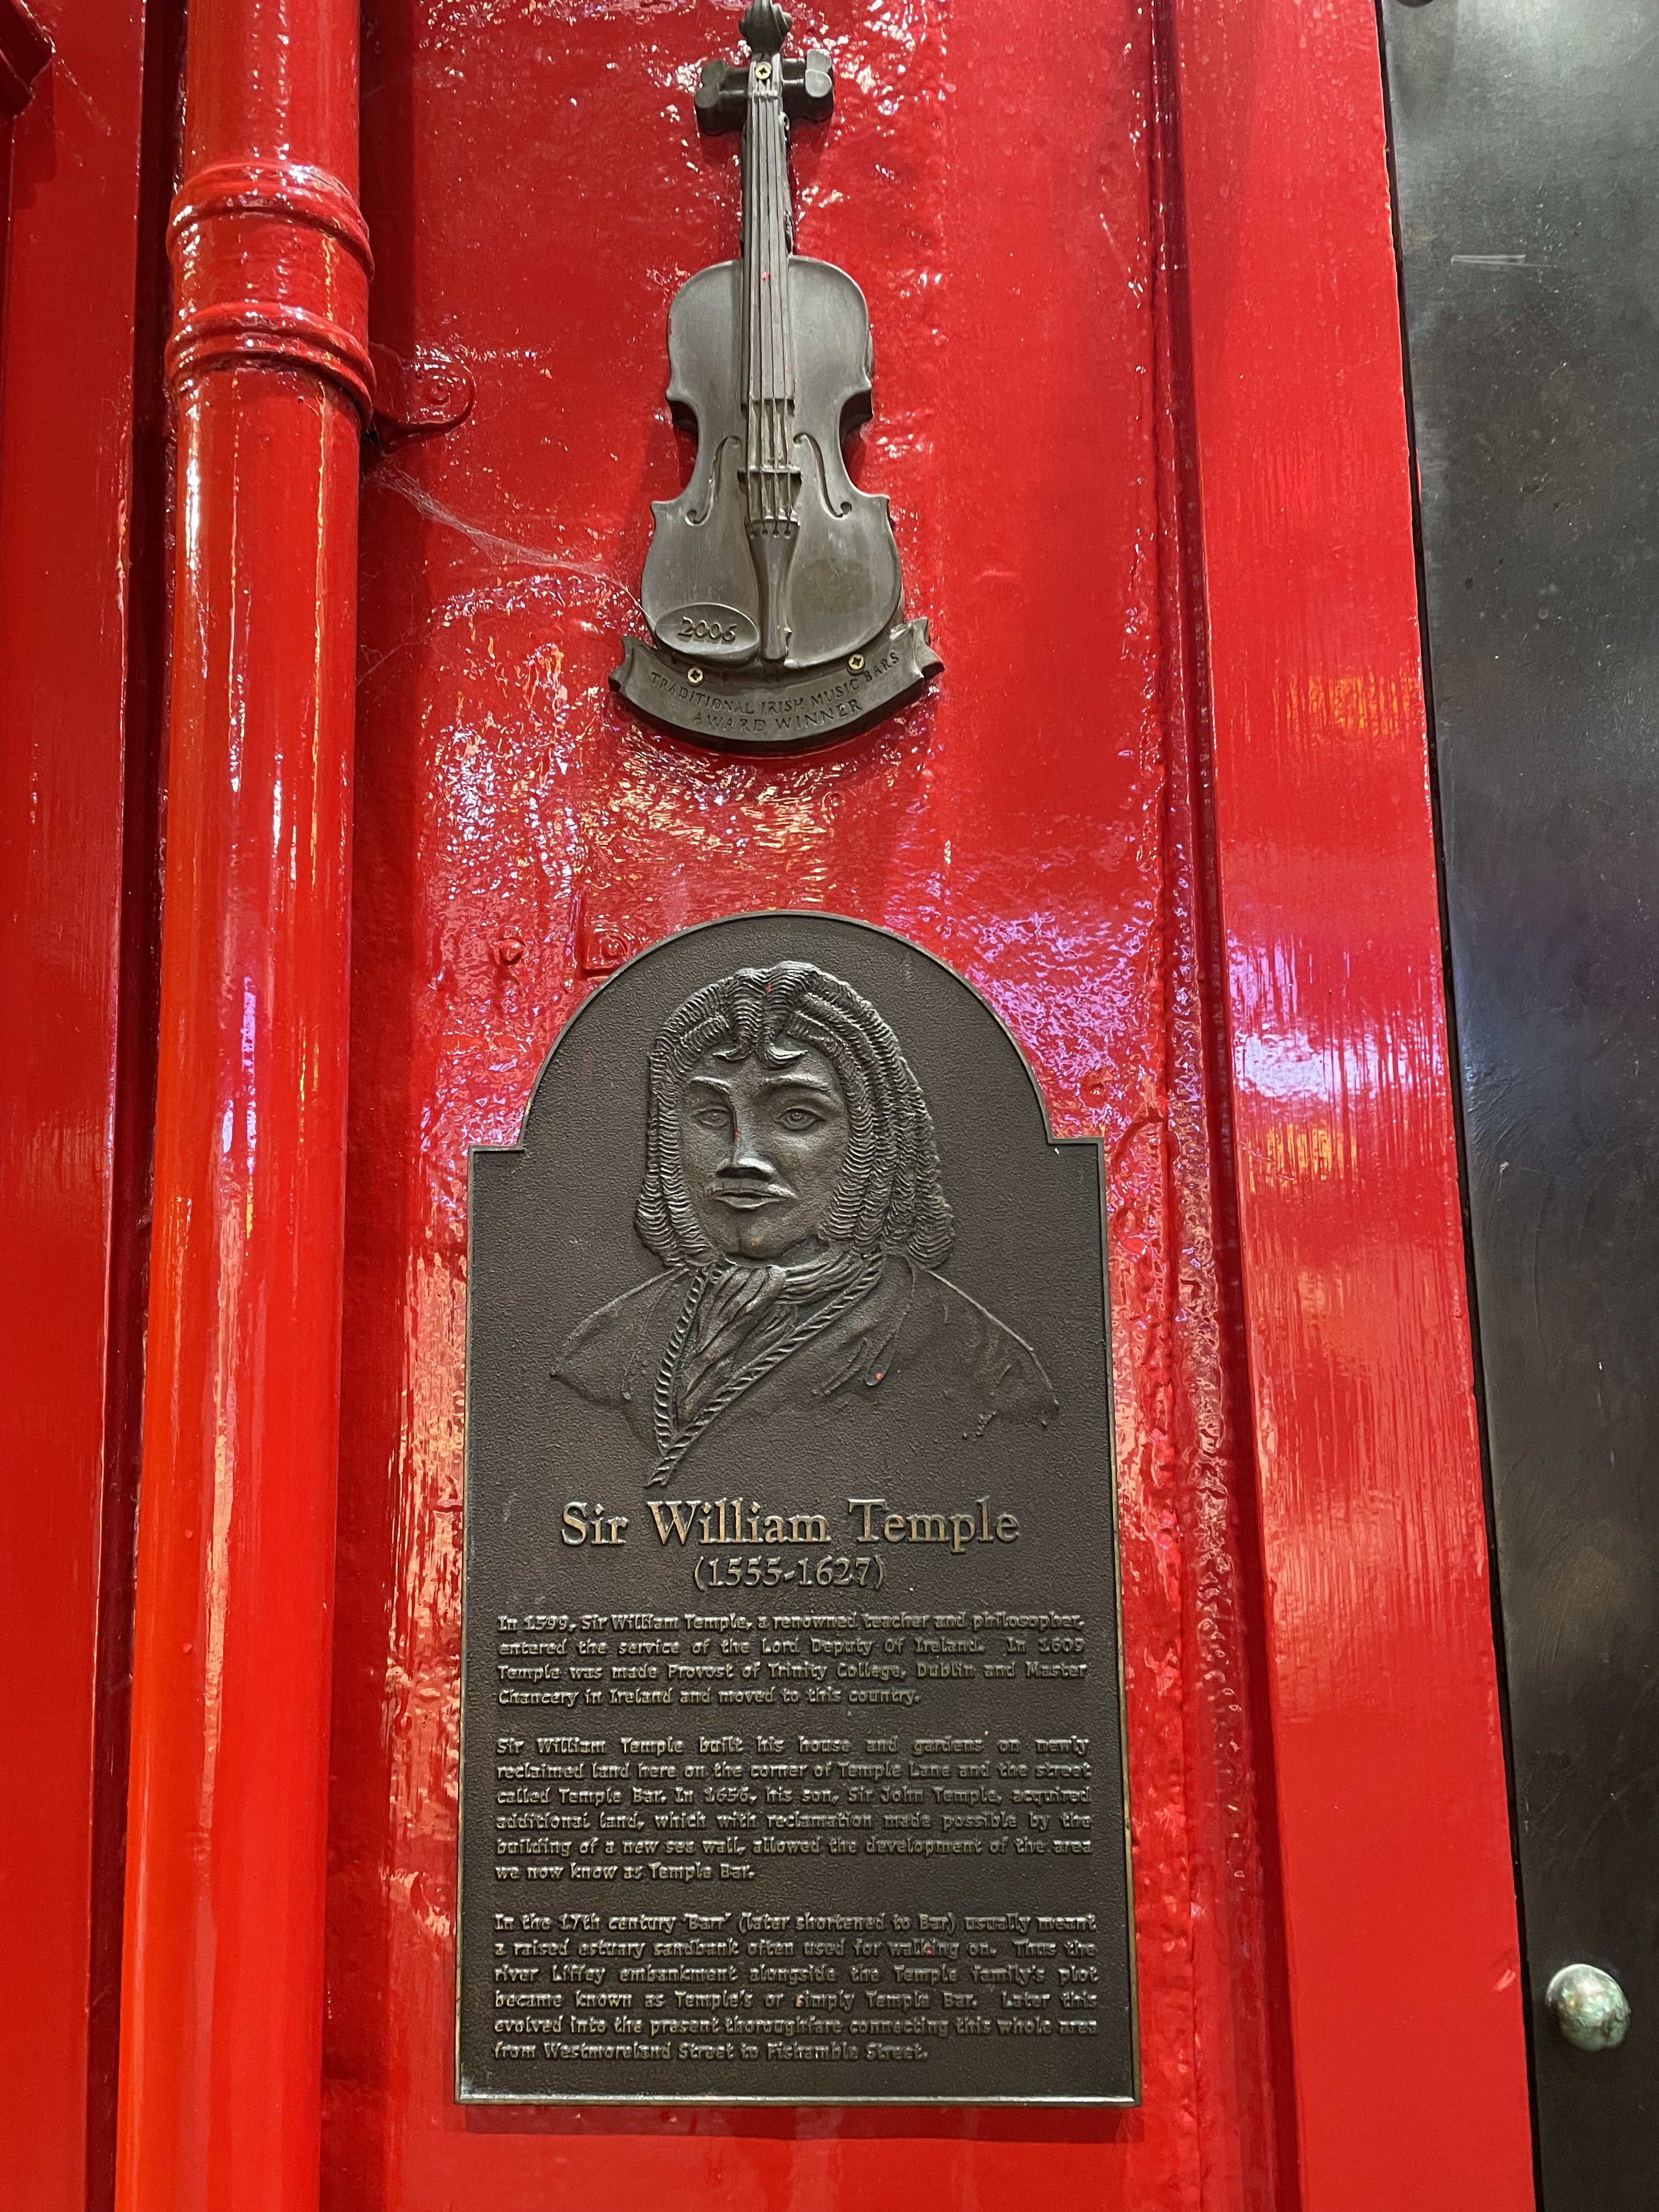 2006
TRADITIONAL IRISH MUSIC BARS
AWARD WINNER
Sir William Temple
(1555-1627)
In 1599, Sir William Temple, a renowned teacher and philosopher,
entered the service of the Lord Deputy Of Ireland. In 1609
Temple was made Provost of Trinity College, Dublin and Master
Chancery in Ireland and moved to this country.
Sir William Temple built his house and gardens on newly
reclaimed land here on the corner of Temple Lane and the street
called Temple Bar. In 1656, his son, Sir John Temple, acquired
additional land, which with reclamation made possible by the
building of a new sea wall, allowed the development of the area
we now know as Temple Bar.
In the 17th century 'Barr' (later shortened to Bar) usually meant
a raised estuary sandbank often used for walking on. Thus the
river Liffey embankment alongside the Temple family's plot
became known as Temple's or simply Temple Bar. Later this
evolved into the present thoroughfare connecting this whole area
from Westmoreland Street to Fishamble Street.